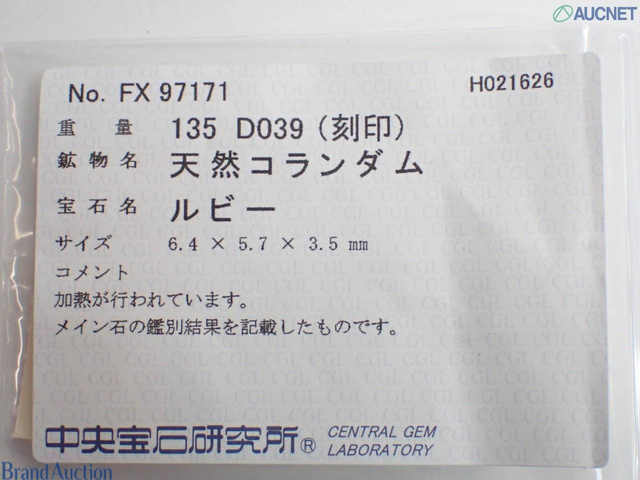 AUCNET
No. FX 97171 H021626
重量 135 D039 (刻印)
鉱物名 天然コランダム
宝石名 ルビー
サイズ 6.4 × 5.7 × 3.5 mm
コメント
加熱が行われています。
メイン石の鑑別結果を記載したものです。
中央宝石研究所® CENTRAL GEM
LABORATORY
BrandAuction